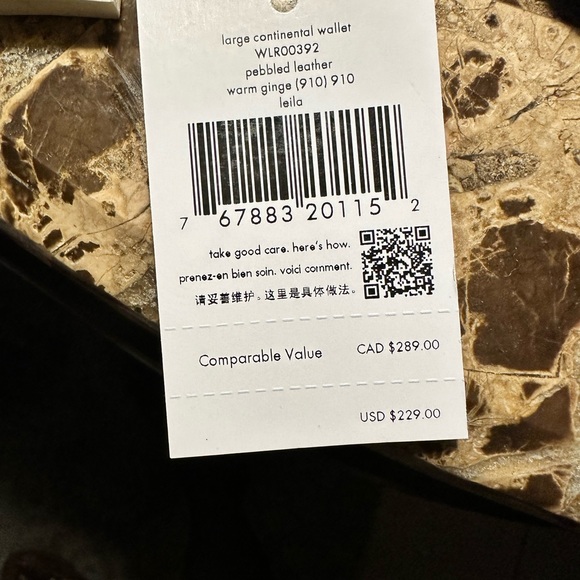 large continental wallet
WLR00392
pebbled leather
warm ginge (910) 910
leila
7 67883 20115 2
take good care. here's how.
prenez-en bien soin. voici comment.
请妥善维护。这里是具体做法。
Comparable Value CAD $289.00
USD $229.00